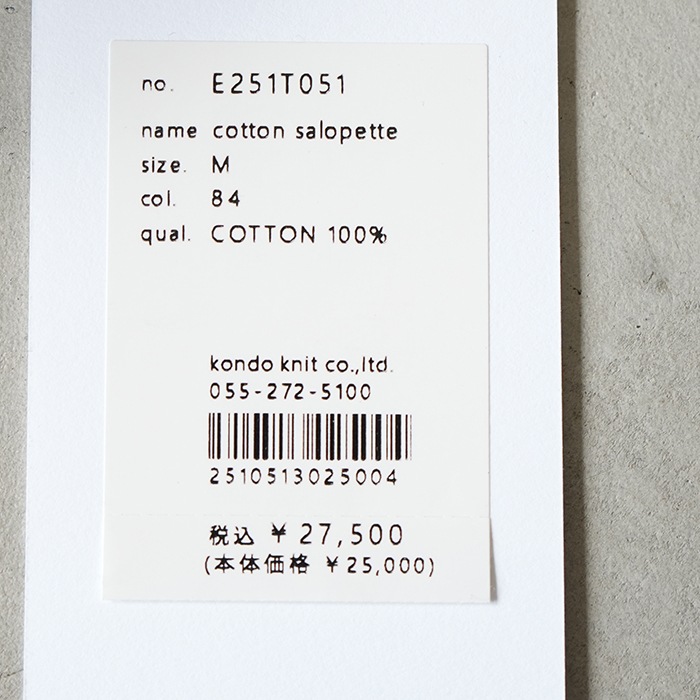 no. E251T051
name cotton salopette
size. M
col. 84
qual. COTTON 100%
kondo knit co.,ltd.
055-272-5100
2510513025004
税込 ¥ 27,500
(本体価格 ¥25,000)